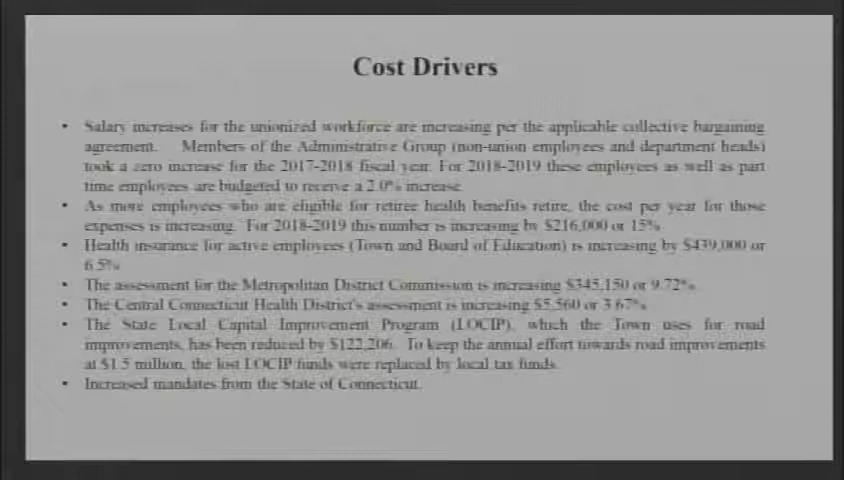 Cost Drivers
• Salary increases for the unionized workforce are increasing per the applicable collective bargaining
agreement. Members of the Administrative Group (non-union employees and department heads)
took a zero increase for the 2017-2018 fiscal year. For 2018-2019 these employees as well as part
time employees are budgeted to receive a 2.0% increase.
• As more employees who are eligible for retiree health benefits retire, the cost per year for those
expenses is increasing. For 2018-2019 this number is increasing by $216,000 or 15%.
• Health insurance for active employees (Town and Board of Education) is increasing by $439,000 or
6.5%.
• The assessment for the Metropolitan District Commission is increasing $345,150 or 9.72%.
• The Central Connecticut Health District's assessment is increasing $5,560 or 3.67%.
• The State Local Capital Improvement Program (LOCIP), which the Town uses for road
improvements, has been reduced by $122,206. To keep the annual effort towards road improvements
at $1.5 million, the lost LOCIP funds were replaced by local tax funds.
• Increased mandates from the State of Connecticut.